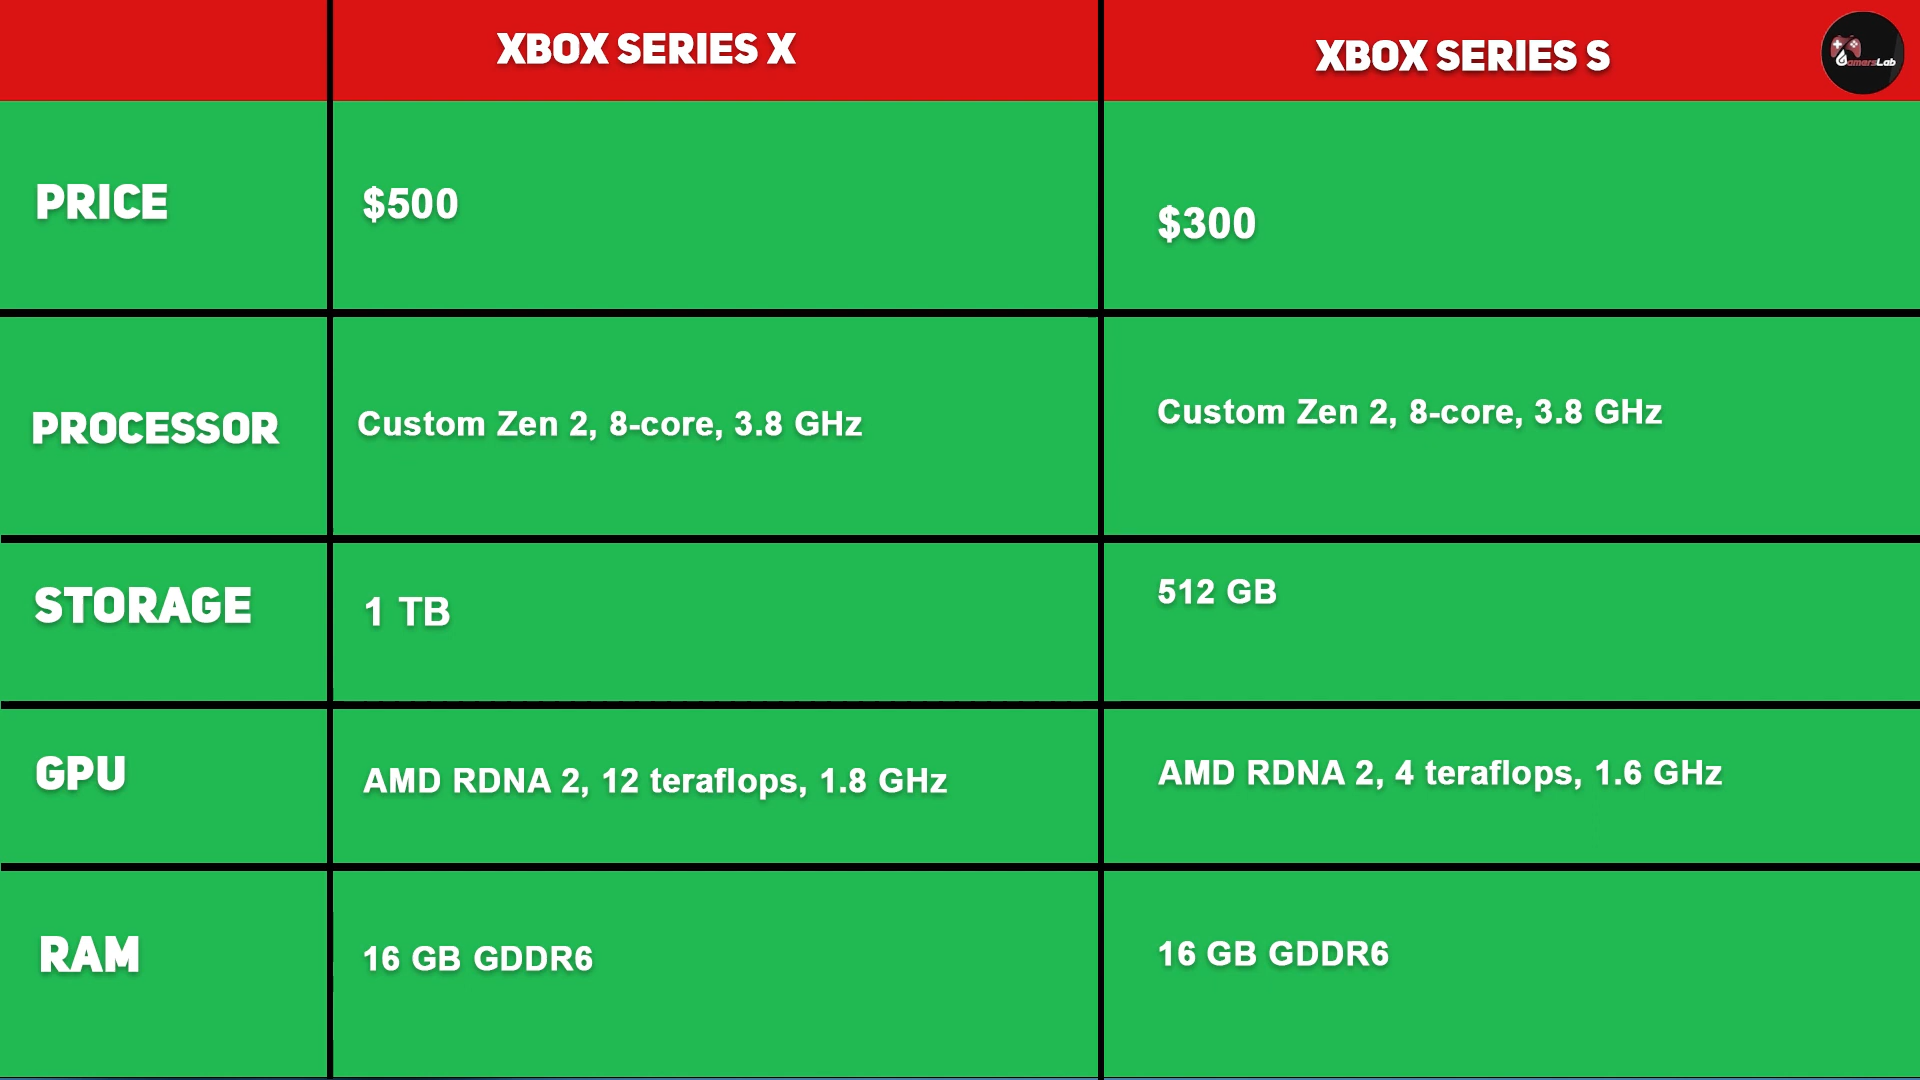 XBOX SERIES X
XBOX SERIES S
GamersLab
PRICE
$500
$300
PROCESSOR
Custom Zen 2, 8-core, 3.8 GHz
Custom Zen 2, 8-core, 3.8 GHz
STORAGE
1 TB
512 GB
GPU
AMD RDNA 2, 12 teraflops, 1.8 GHz
AMD RDNA 2, 4 teraflops, 1.6 GHz
RAM
16 GB GDDR6
16 GB GDDR6